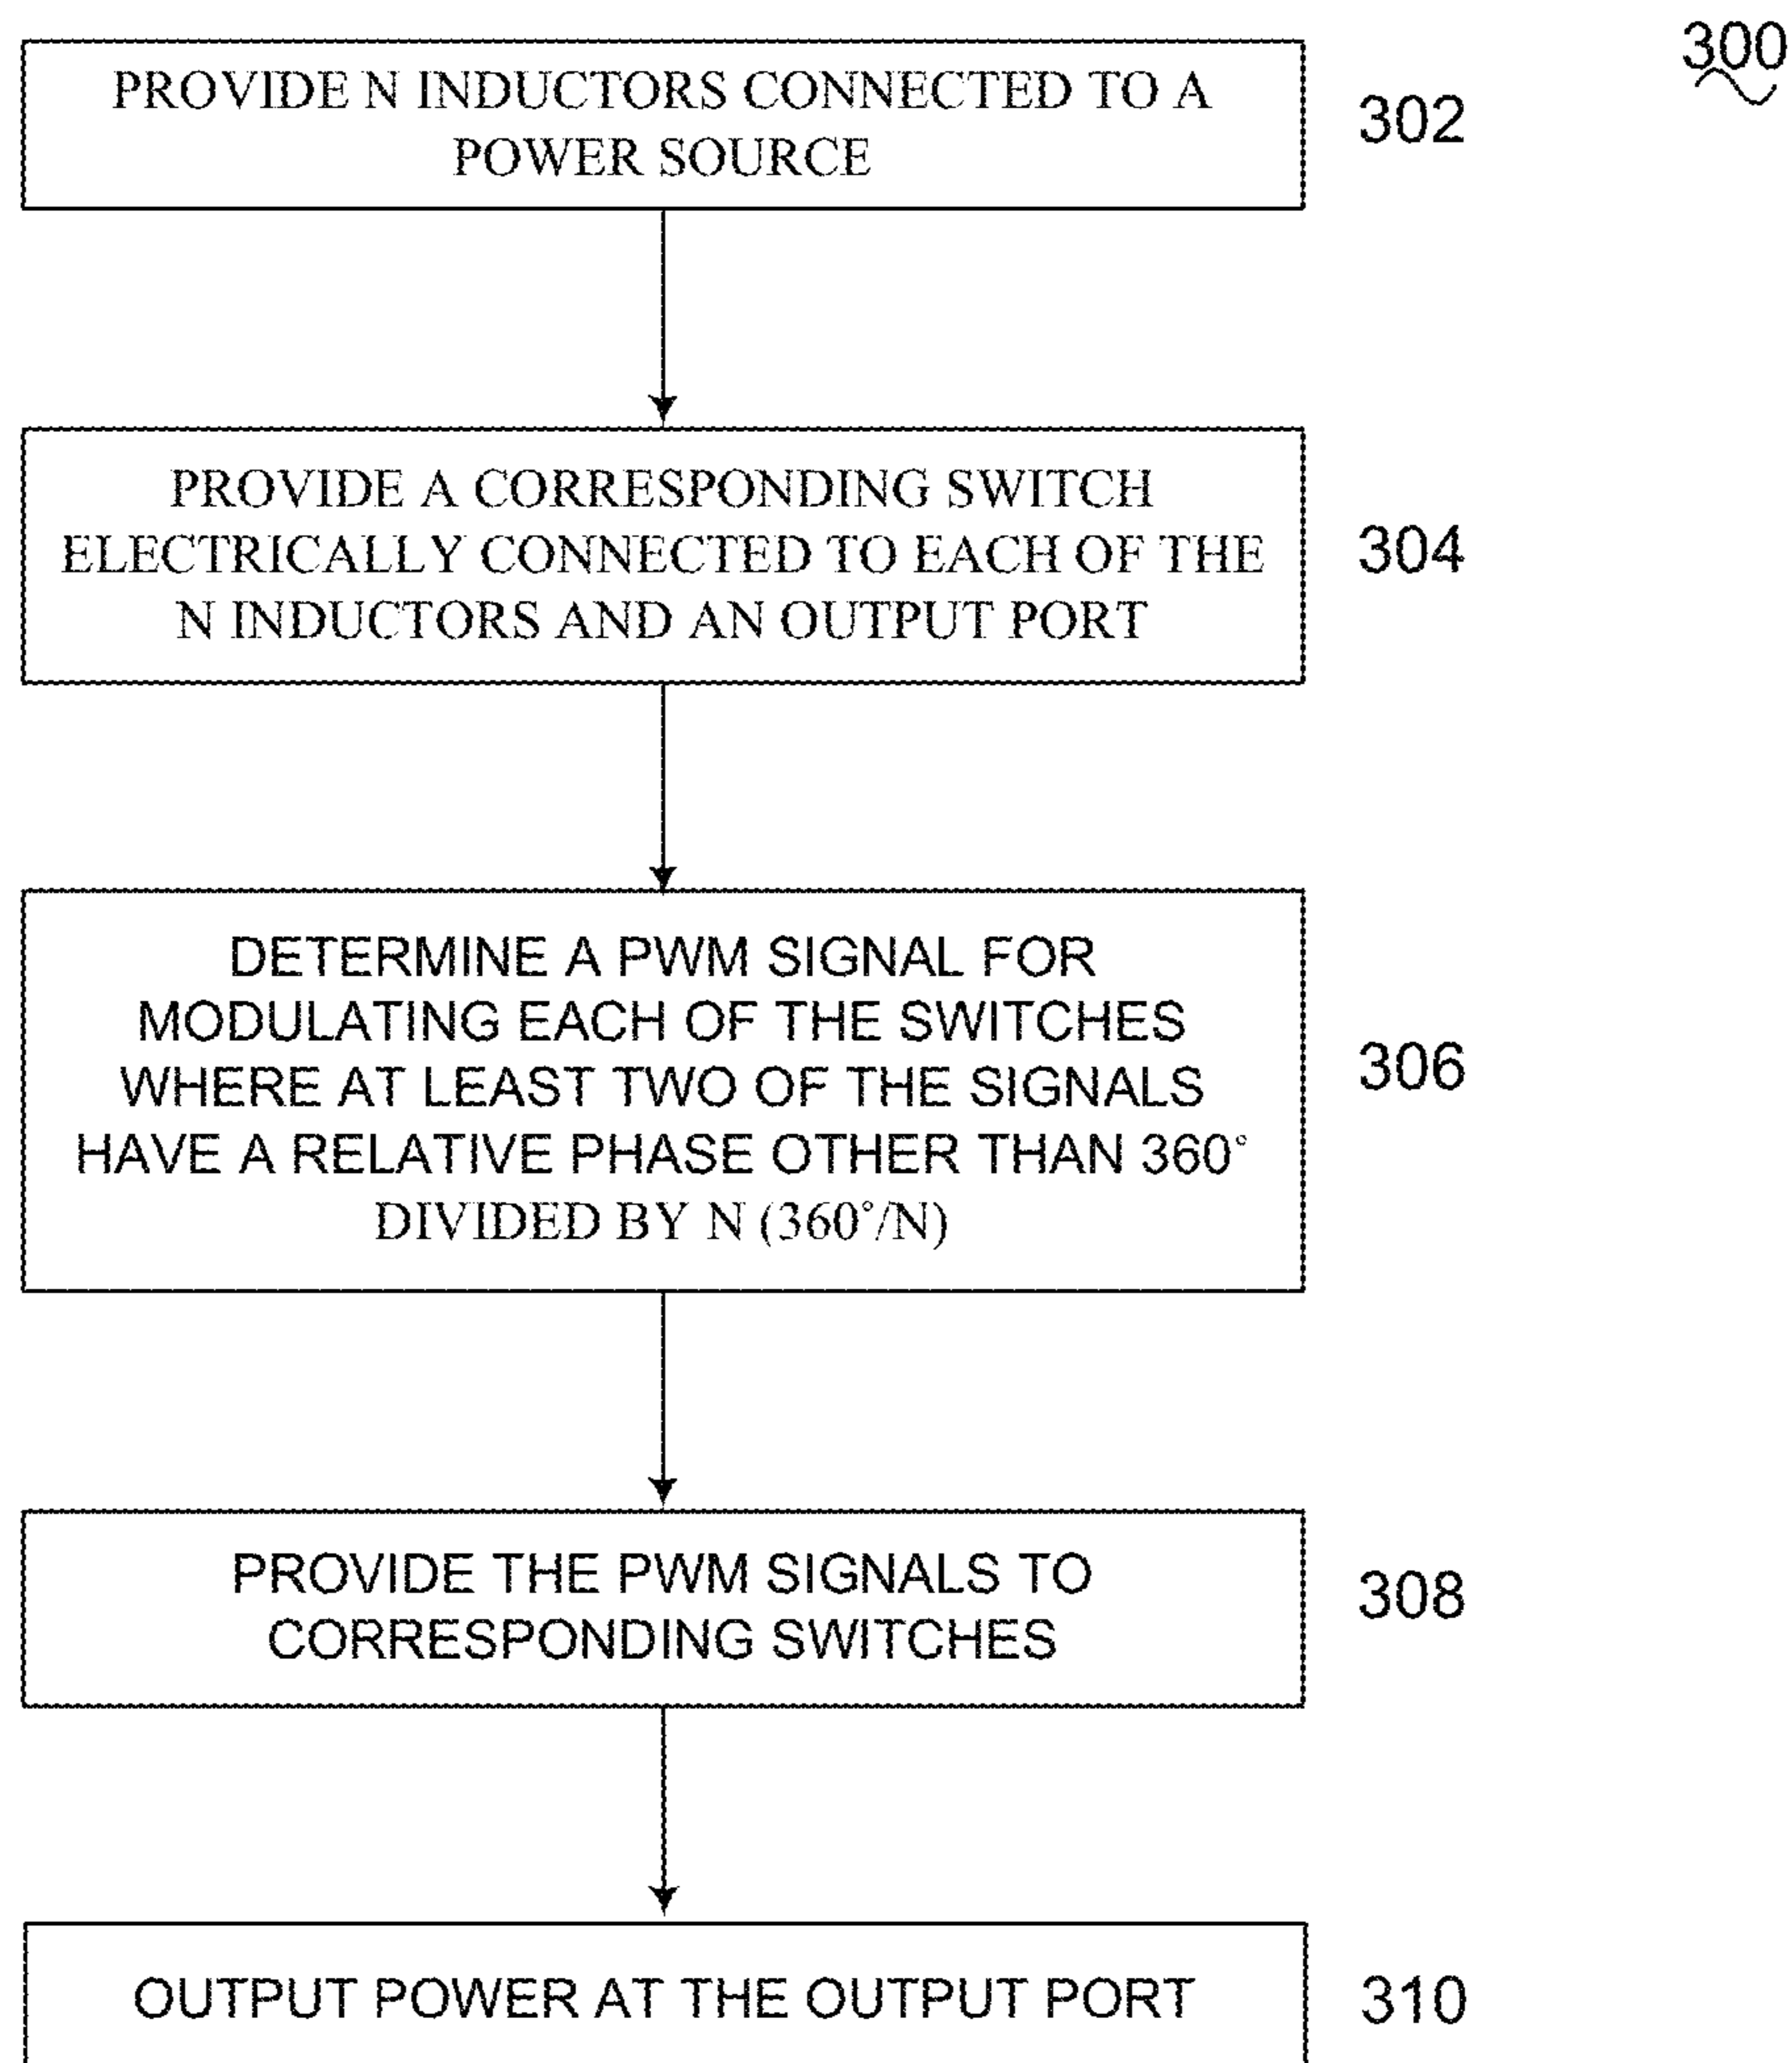 300
PROVIDE N INDUCTORS CONNECTED TO A
POWER SOURCE
302
PROVIDE A CORRESPONDING SWITCH
ELECTRICALLY CONNECTED TO EACH OF THE
N INDUCTORS AND AN OUTPUT PORT
304
DETERMINE A PWM SIGNAL FOR
MODULATING EACH OF THE SWITCHES
WHERE AT LEAST TWO OF THE SIGNALS
HAVE A RELATIVE PHASE OTHER THAN 360°
DIVIDED BY N (360°/N)
306
PROVIDE THE PWM SIGNALS TO
CORRESPONDING SWITCHES
308
OUTPUT POWER AT THE OUTPUT PORT
310